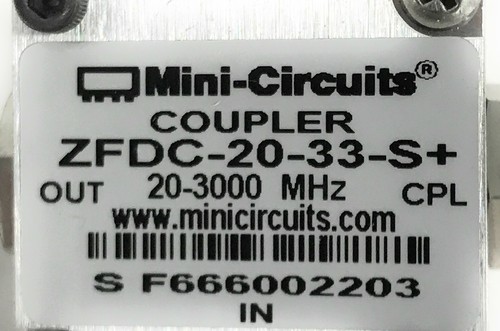 Mini-Circuits®
COUPLER
ZFDC-20-33-S+
OUT 20-3000 MHz CPL
www.minicircuits.com
S F666002203
IN